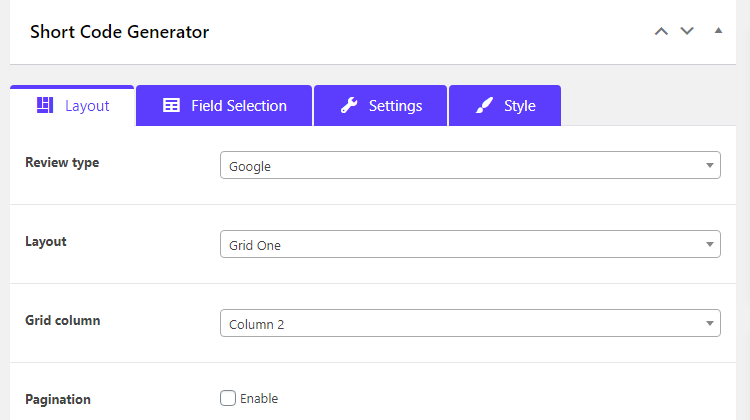 Short Code Generator
Layout Field Selection Settings Style
Review type Google
Layout Grid One
Grid column Column 2
Pagination Enable